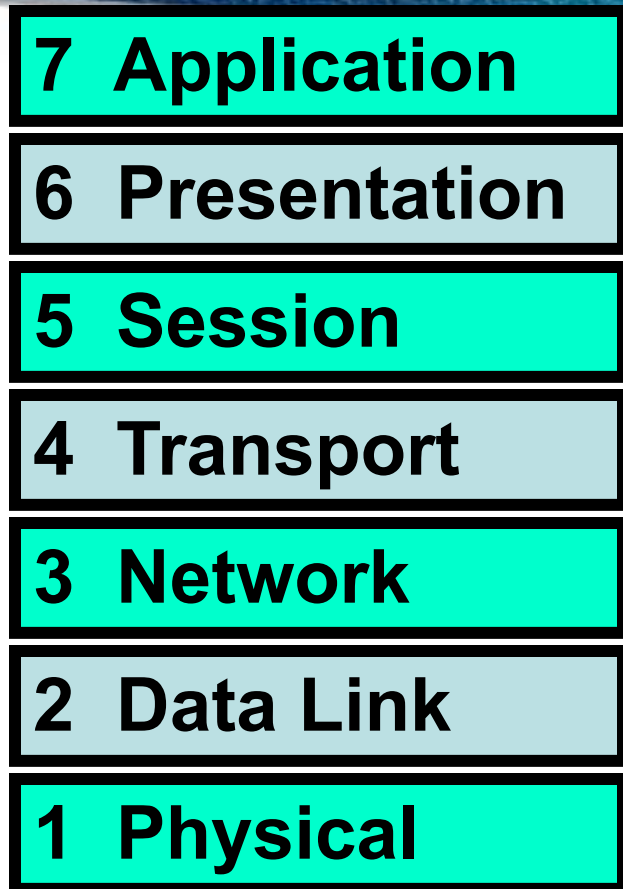 7 Application
6 Presentation
5 Session
4 Transport
3 Network
2 Data Link
1 Physical